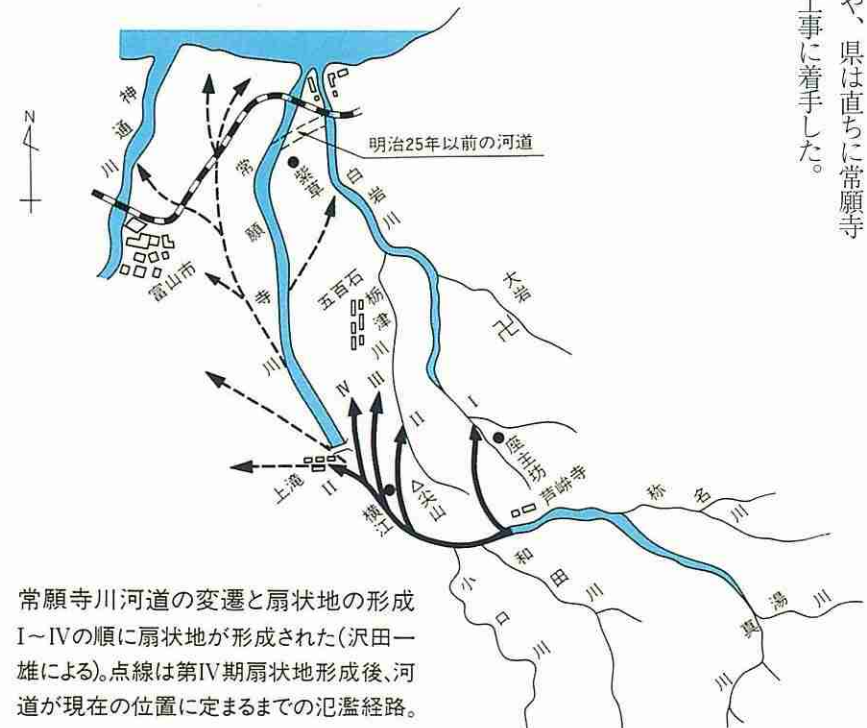 や、県は直ちに常願寺
工事に着手した。
N
神通川
常願寺川
明治25年以前の河道
紫草
白岩川
富山市
五百石
栃津川
大岩
卍
IV
III
II
I
座主坊
上滝
II
横江
尖山
芦峅寺
称名川
小口川
和田川
真川
湯川
常願寺川河道の変遷と扇状地の形成
I~IVの順に扇状地が形成された(沢田一
雄による)。点線は第IV期扇状地形成後、河
道が現在の位置に定まるまでの氾濫経路。